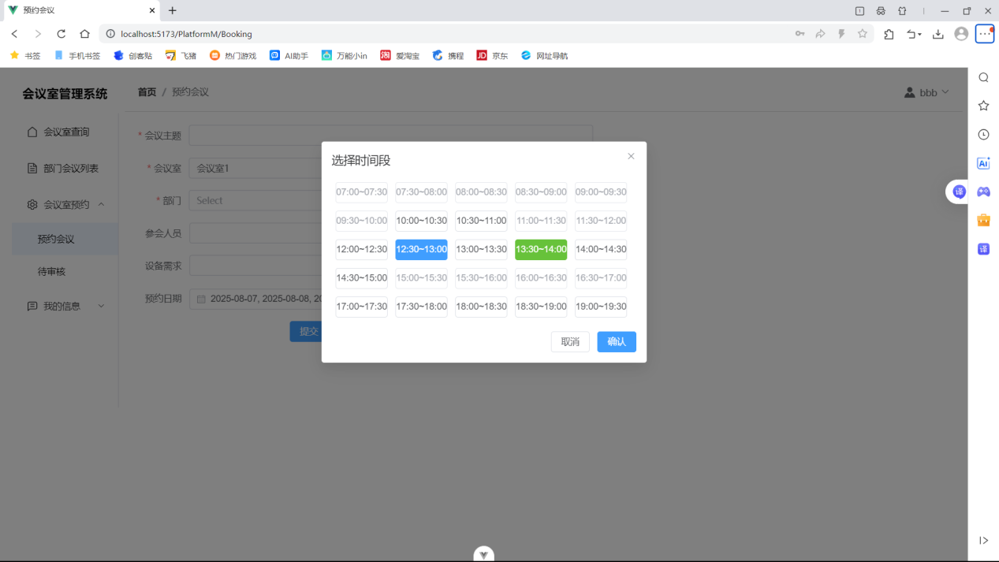 预约会议
localhost:5173/PlatformM/Booking
书签 手机书签 创客贴 飞猪 热门游戏 AI助手 万能小in 爱淘宝 携程 京东 网址导航
会议室管理系统
首页 / 预约会议
bbb
会议室查询
部门会议列表
会议室预约
预约会议
待审核
我的信息
* 会议主题
* 会议室 会议室1
* 部门 Select
参会人员
设备需求
预约日期 2025-08-07, 2025-08-08, 20
提交
选择时间段
07:00~07:30 07:30~08:00 08:00~08:30 08:30~09:00 09:00~09:30
09:30~10:00 10:00~10:30 10:30~11:00 11:00~11:30 11:30~12:00
12:00~12:30 12:30~13:00 13:00~13:30 13:30~14:00 14:00~14:30
14:30~15:00 15:00~15:30 15:30~16:00 16:00~16:30 16:30~17:00
17:00~17:30 17:30~18:00 18:00~18:30 18:30~19:00 19:00~19:30
取消 确认
AI
译
译